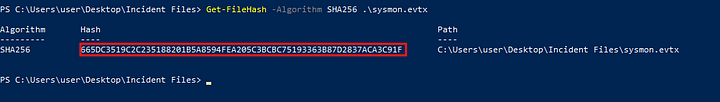 PS C:\Users\user\Desktop\Incident Files> Get-FileHash -Algorithm SHA256 .\sysmon.evtx
Algorithm Hash Path
--------- ---- ----
SHA256 665DC3519C2C235188201B5A8594FEA205C3BCBC75193363B87D2837ACA3C91F C:\Users\user\Desktop\Incident Files\sysmon.evtx
PS C:\Users\user\Desktop\Incident Files> _